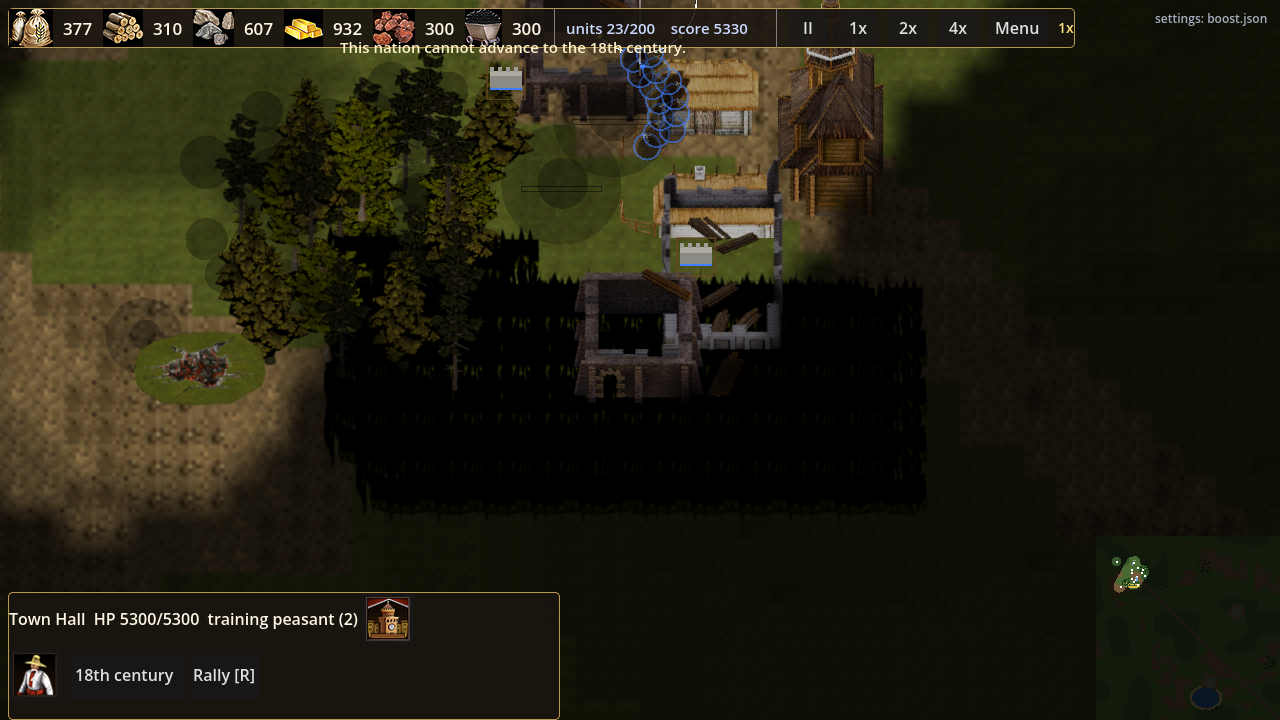 377 310 607 932 300 300 units 23/200 score 5330 II 1x 2x 4x Menu 1x
settings: boost.json
This nation cannot advance to the 18th century.
Town Hall HP 5300/5300 training peasant (2)
18th century Rally [R]